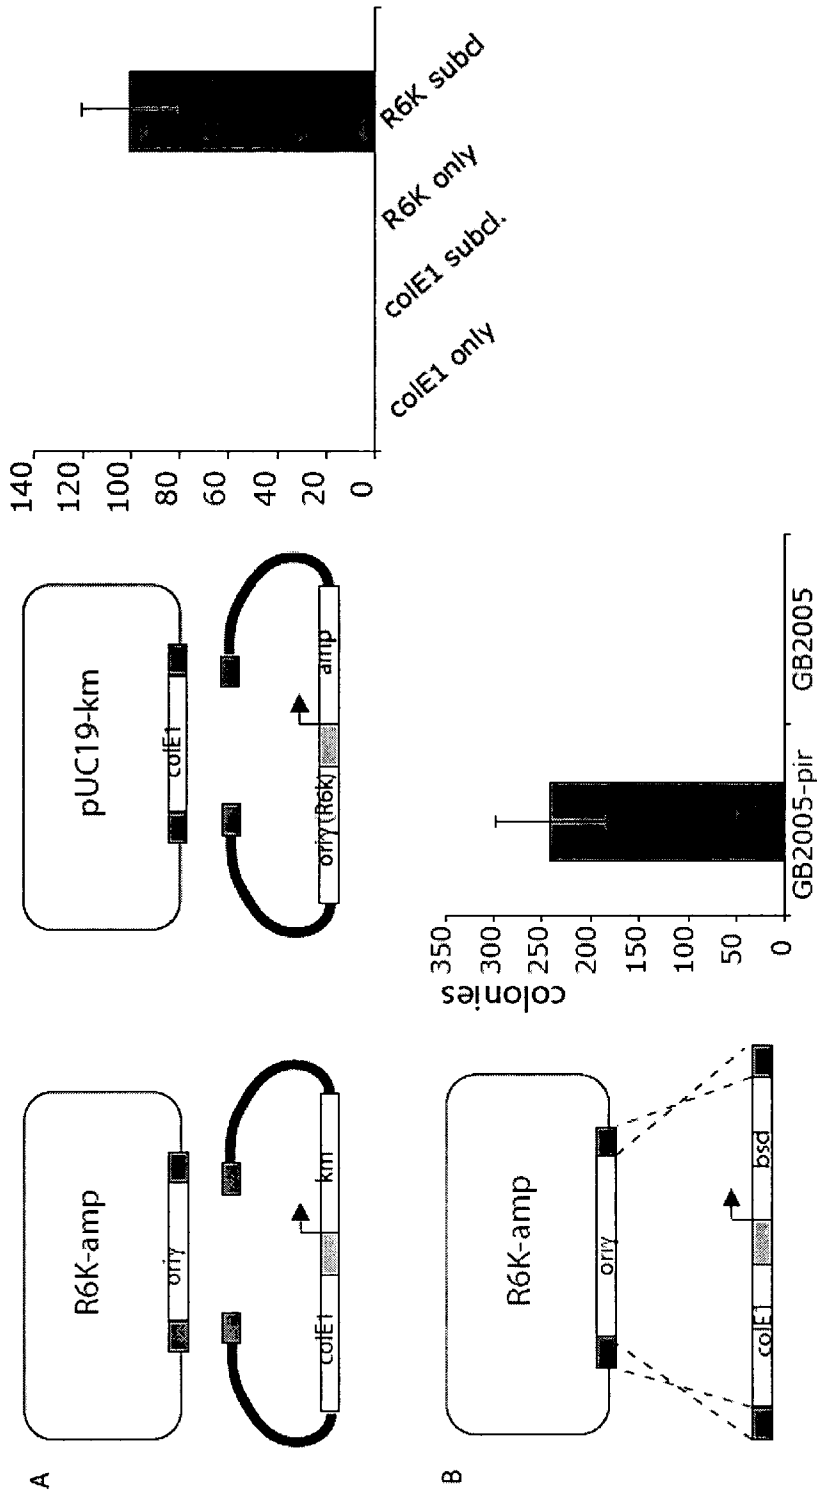 A
R6K-amp
oriγ
colE1
km
pUC19-km
colE1
oriγ(R6k)
amp
140
120
100
80
60
40
20
0
colE1 only
colE1 subcl.
R6K only
R6K subcl
B
R6K-amp
oriγ
colE1
bsd
colonies
350
300
250
200
150
100
50
0
GB2005-pir
GB2005